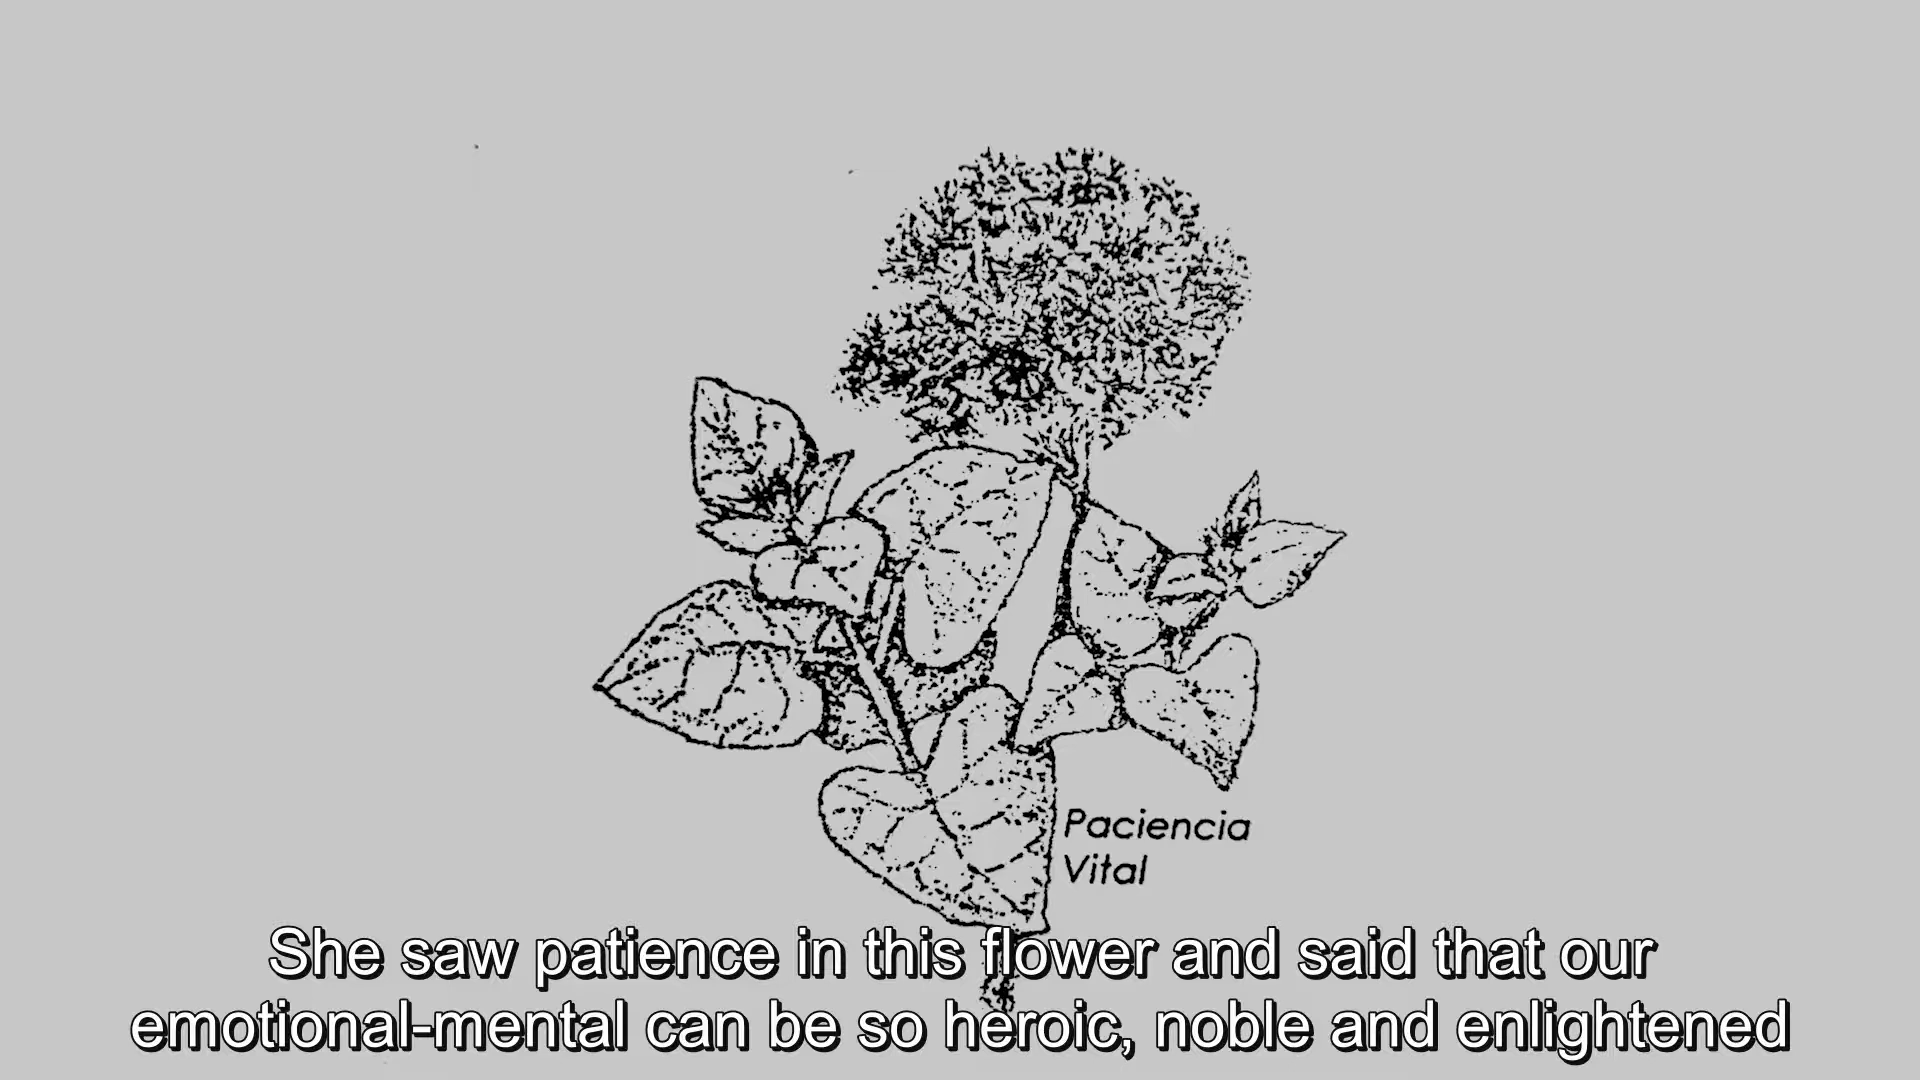 Paciencia
Vital
She saw patience in this flower and said that our
emotional-mental can be so heroic, noble and enlightened